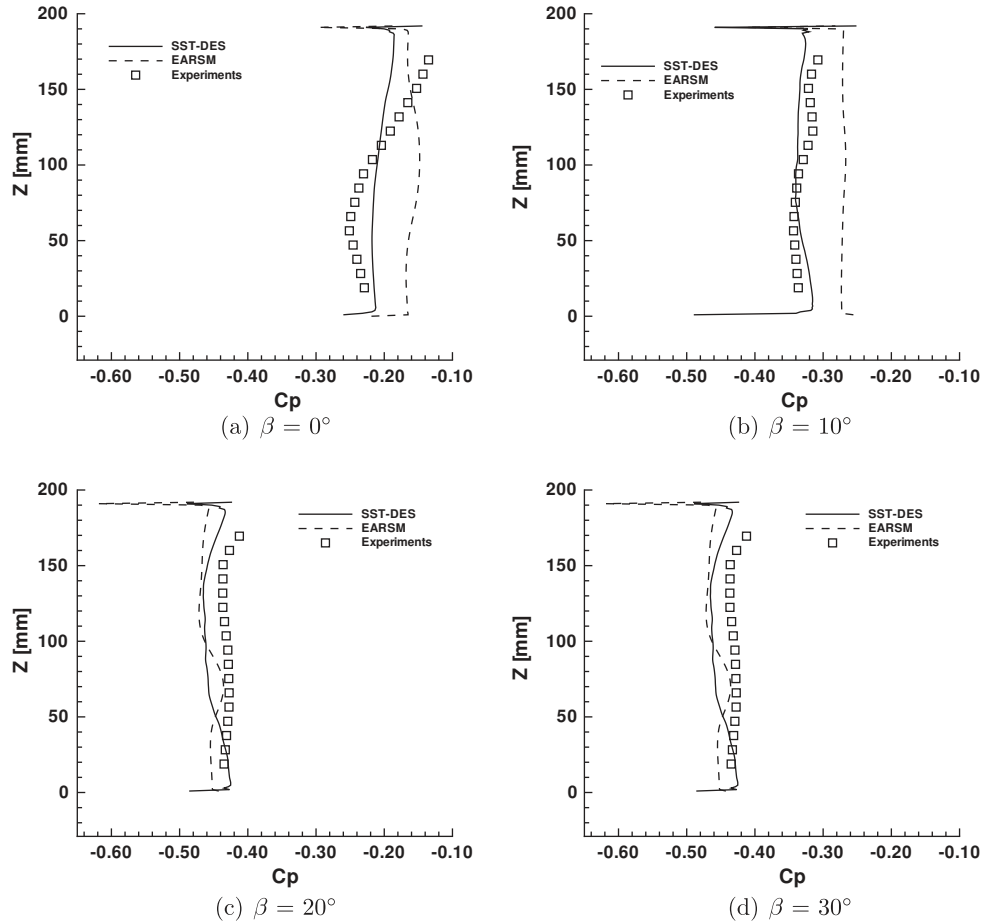 200
150
100
50
0
Z [mm]
SST-DES
EARSM
Experiments
-0.60 -0.50 -0.40 -0.30 -0.20 -0.10
Cp
(a) β = 0°
200
150
100
50
0
Z [mm]
SST-DES
EARSM
Experiments
-0.60 -0.50 -0.40 -0.30 -0.20 -0.10
Cp
(b) β = 10°
200
150
100
50
0
Z [mm]
SST-DES
EARSM
Experiments
-0.60 -0.50 -0.40 -0.30 -0.20 -0.10
Cp
(c) β = 20°
200
150
100
50
0
Z [mm]
SST-DES
EARSM
Experiments
-0.60 -0.50 -0.40 -0.30 -0.20 -0.10
Cp
(d) β = 30°